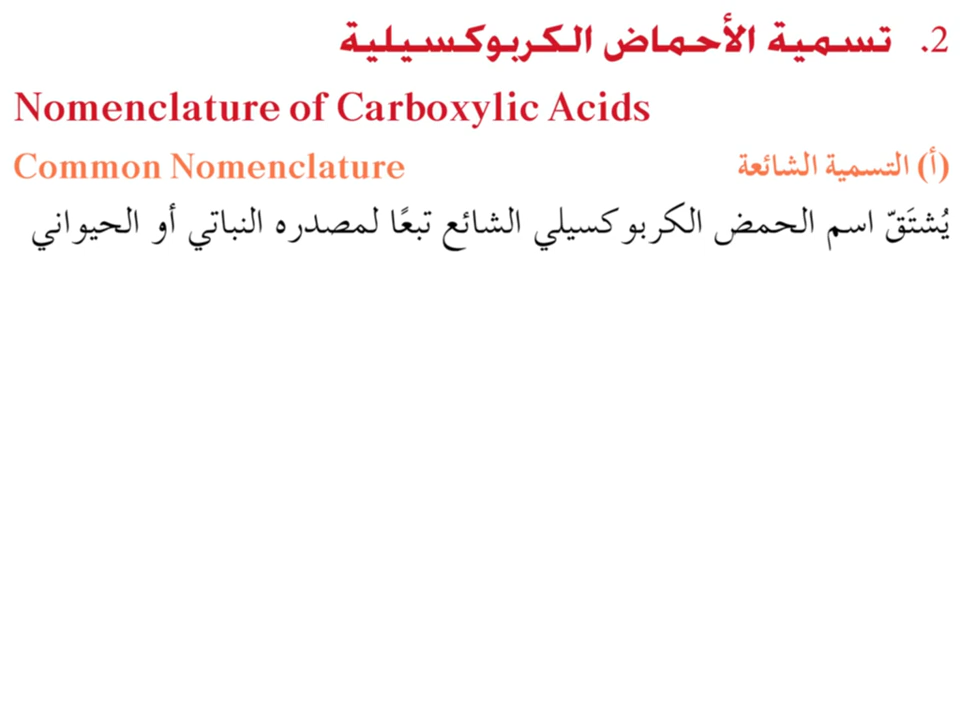 2. تسمية الأحماض الكربوكسيلية
Nomenclature of Carboxylic Acids
(أ) التسمية الشائعة Common Nomenclature
يُشتَقّ اسم الحمض الكربوكسيلي الشائع تبعًا لمصدره النباتي أو الحيواني